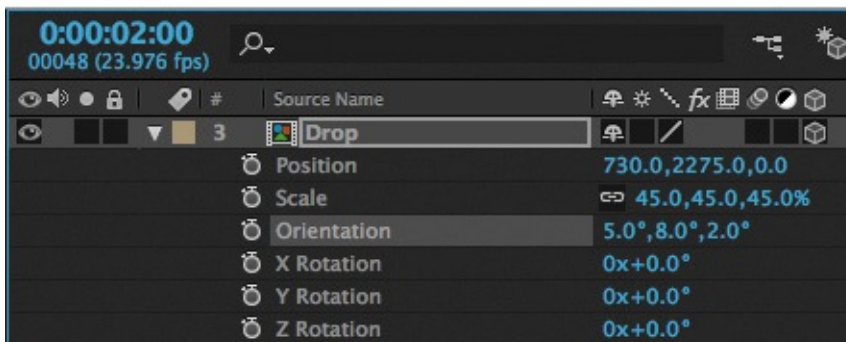 0:00:02:00
00048 (23.976 fps)
# Source Name fx
3 Drop
Position 730.0,2275.0,0.0
Scale 45.0,45.0,45.0%
Orientation 5.0°,8.0°,2.0°
X Rotation 0x+0.0°
Y Rotation 0x+0.0°
Z Rotation 0x+0.0°